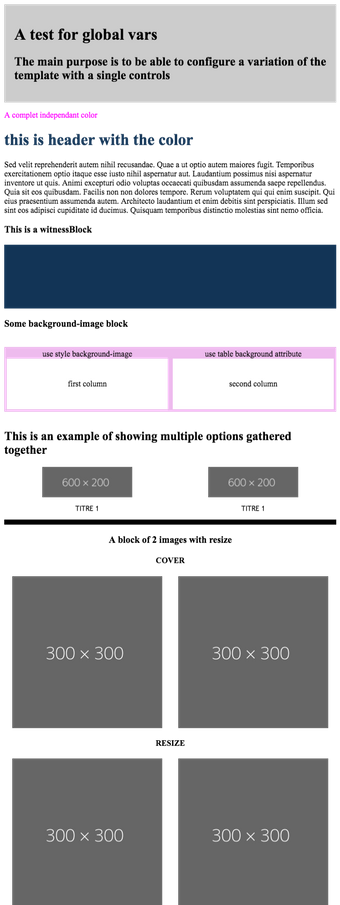 A test for global vars
The main purpose is to be able to configure a variation of the
template with a single controls
A complet independant color
this is header with the color
Sed velit reprehenderit autem nihil recusandae. Quae a ut optio autem maiores fugit. Temporibus
exercitationem optio itaque esse iusto nihil aspernatur aut. Laudantium possimus nisi aspernatur
inventore ut quis. Animi excepturi odio voluptas occaecati quibusdam assumenda saepe repellendus.
Quia sit eos quibusdam. Facilis non non dolores tempore. Rerum voluptatem qui qui enim suscipit. Qui
eius praesentium assumenda autem. Architecto laudantium et enim debitis sint perspiciatis. Illum sed
sint eos adipisci cupiditate id ducimus. Quisquam temporibus distinctio molestias sint nemo officia.
This is a witnessBlock
Some background-image block
use style background-image
use table background attribute
first column
second column
This is an example of showing multiple options gathered
together
600 × 200
600 × 200
TITRE 1
TITRE 1
A block of 2 images with resize
COVER
300 × 300
300 × 300
RESIZE
300 × 300
300 × 300